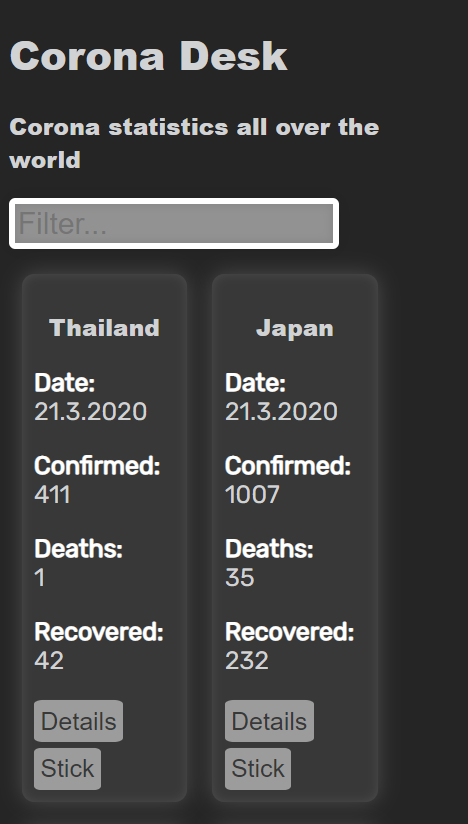 Corona Desk
Corona statistics all over the
world
Filter...
Thailand
Date:
21.3.2020
Confirmed:
411
Deaths:
1
Recovered:
42
Details
Stick
Japan
Date:
21.3.2020
Confirmed:
1007
Deaths:
35
Recovered:
232
Details
Stick